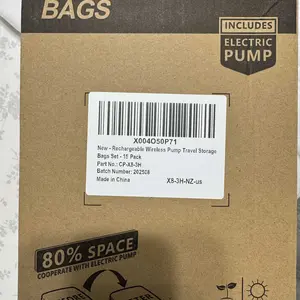 BAGS
INCLUDES
ELECTRIC
PUMP
X004O50P71
New - Rechargeable Wireless Pump Travel Storage
Bags Set - 10 Pack
Part No.: CP-X8-3H
Batch Number: 202508
Made in China
X8-3H-NZ-us
80% SPACE
COOPERATE WITH ELECTRIC PUMP